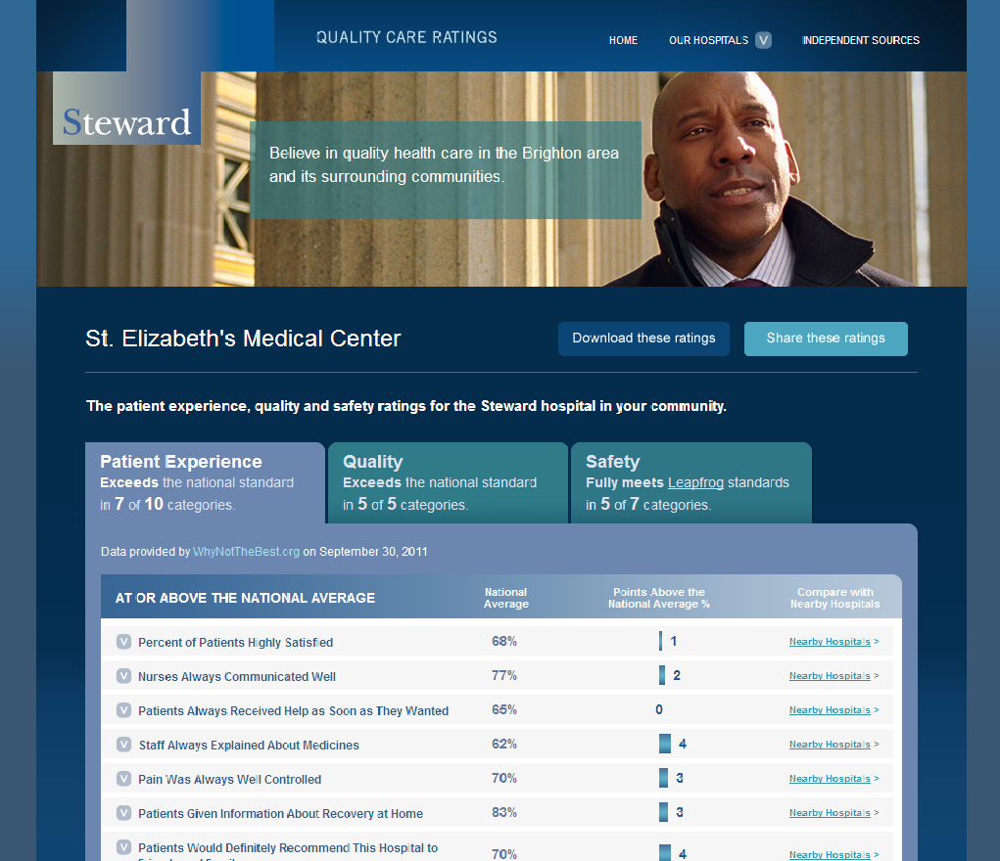 QUALITY CARE RATINGS
HOME OUR HOSPITALS V INDEPENDENT SOURCES
Steward
Believe in quality health care in the Brighton area
and its surrounding communities.
St. Elizabeth's Medical Center
Download these ratings
Share these ratings
The patient experience, quality and safety ratings for the Steward hospital in your community.
Patient Experience
Exceeds the national standard
in 7 of 10 categories.
Quality
Exceeds the national standard
in 5 of 5 categories.
Safety
Fully meets Leapfrog standards
in 5 of 7 categories.
Data provided by WhyNotTheBest.org on September 30, 2011
AT OR ABOVE THE NATIONAL AVERAGE
National
Average
Points Above the
National Average %
Compare with
Nearby Hospitals
V Percent of Patients Highly Satisfied 68% 1 Nearby Hospitals >
V Nurses Always Communicated Well 77% 2 Nearby Hospitals >
V Patients Always Received Help as Soon as They Wanted 65% 0 Nearby Hospitals >
V Staff Always Explained About Medicines 62% 4 Nearby Hospitals >
V Pain Was Always Well Controlled 70% 3 Nearby Hospitals >
V Patients Given Information About Recovery at Home 83% 3 Nearby Hospitals >
V Patients Would Definitely Recommend This Hospital to 70% 4 Nearby Hospitals >